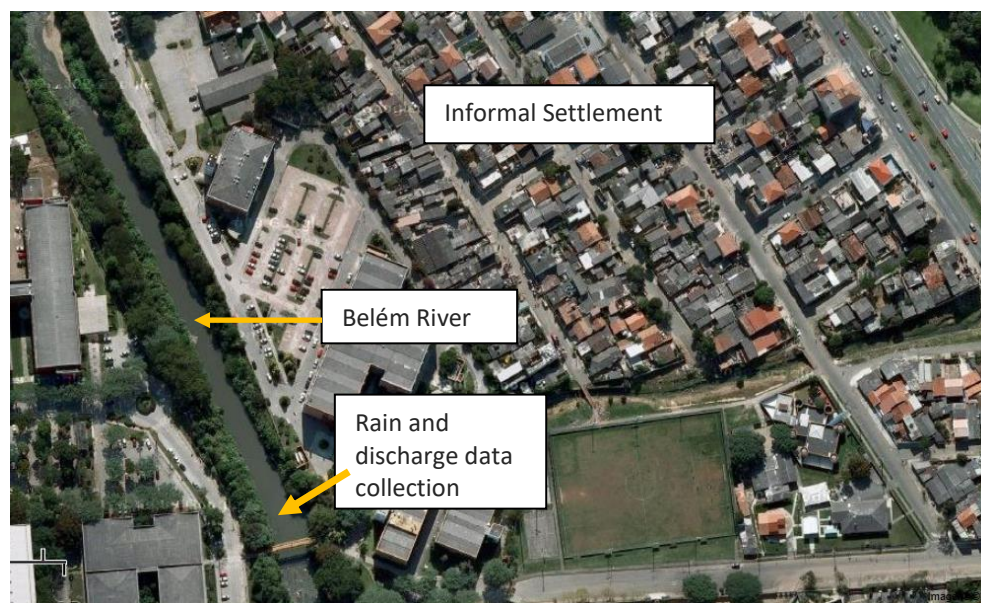 Informal Settlement
Belém River
Rain and
discharge data
collection